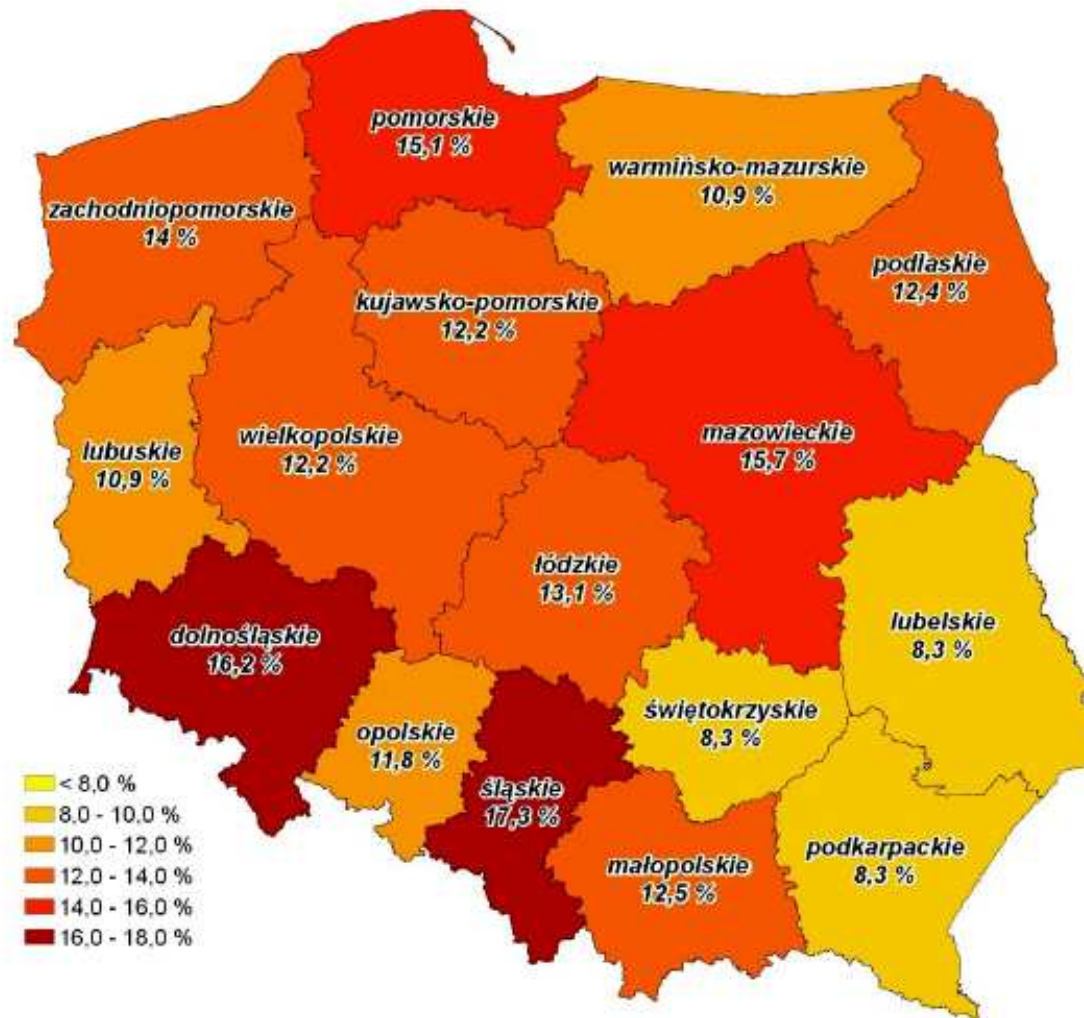 pomorskie
15,1 %
warmińsko-mazurskie
10,9 %
zachodniopomorskie
14 %
podlaskie
12,4 %
kujawsko-pomorskie
12,2 %
lubuskie
10,9 %
wielkopolskie
12,2 %
mazowieckie
15,7 %
łódzkie
13,1 %
dolnośląskie
16,2 %
lubelskie
8,3 %
świętokrzyskie
8,3 %
opolskie
11,8 %
śląskie
17,3 %
małopolskie
12,5 %
podkarpackie
8,3 %
< 8,0 %
8,0 - 10,0 %
10,0 - 12,0 %
12,0 - 14,0 %
14,0 - 16,0 %
16,0 - 18,0 %